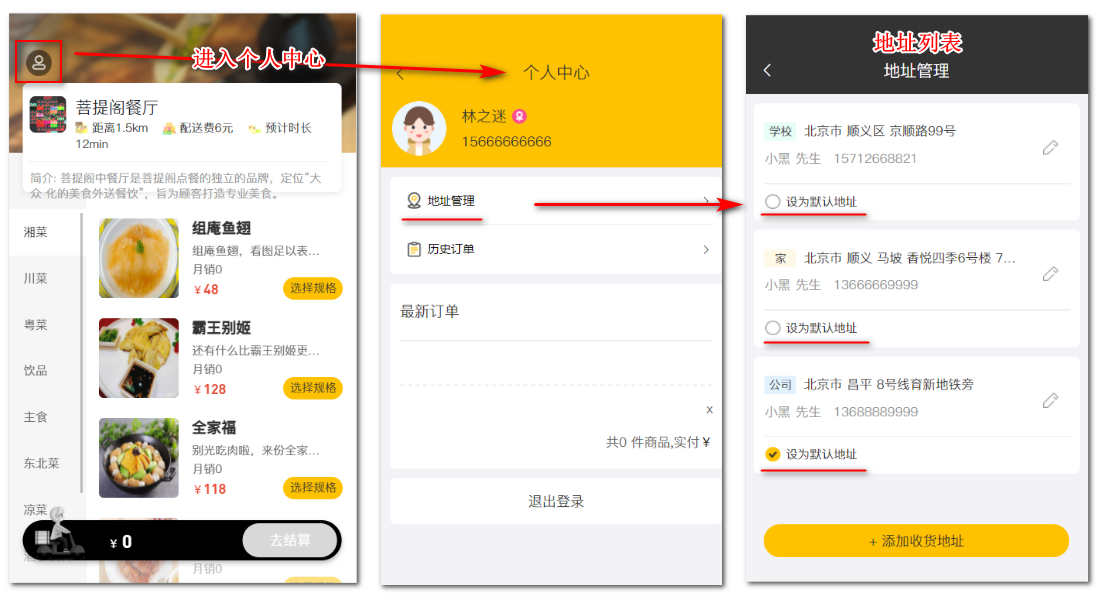 进入个人中心
菩提阁餐厅
距离1.5km 配送费6元 预计时长
12min
简介: 菩提阁中餐厅是菩提阁点餐的独立的品牌，定位“大
众 化的美食外送餐饮”，旨为顾客打造专业美食。
湘菜
川菜
粤菜
饮品
主食
东北菜
凉菜
组庵鱼翅
组庵鱼翅，看图足以表...
月销0
￥48
选择规格
霸王别姬
还有什么比霸王别姬更...
月销0
￥128
选择规格
全家福
别光吃肉啦，来份全家...
月销0
￥118
选择规格
￥0
去结算
月销0
个人中心
林之迷
15666666666
地址管理
历史订单
最新订单
x
共0 件商品,实付 ¥
退出登录
地址列表
地址管理
学校 北京市 顺义区 京顺路99号
小黑 先生 15712668821
设为默认地址
家 北京市 顺义 马坡 香悦四季6号楼 7...
小黑 先生 13666669999
设为默认地址
公司 北京市 昌平 8号线育新地铁旁
小黑 先生 13688889999
设为默认地址
+ 添加收货地址